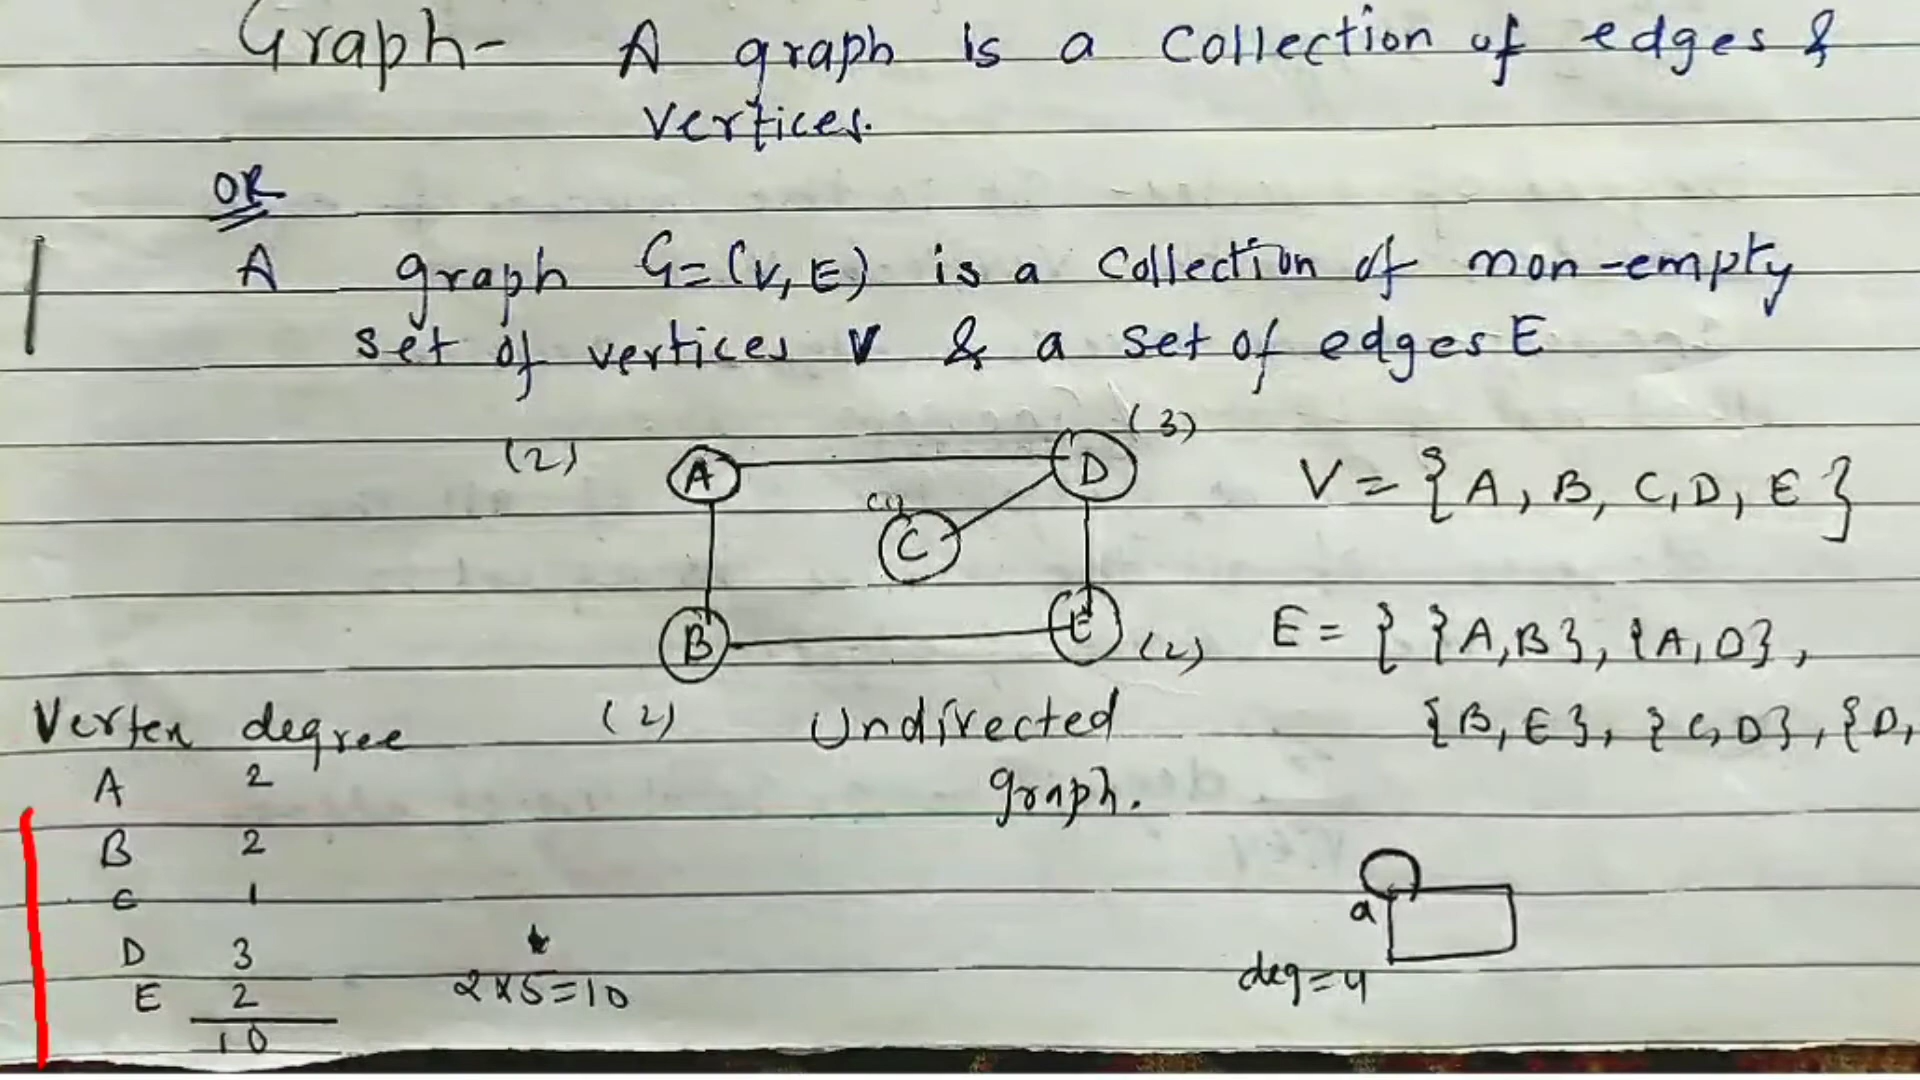 Graph- A graph is a collection of edges &
vertices.
OR
A graph G=(V,E) is a collection of non-empty
set of vertices V & a set of edges E
(2) A D (3) V = {A, B, C, D, E}
C
B E (2) E = { {A,B}, {A,D},
Vertex degree (2) Undirected {B,E}, {C,D}, {D,
A 2 graph.
B 2
C 1 a
D 3
E 2 2×5=10 deg=4
10